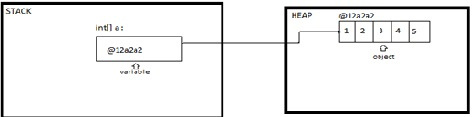 STACK
int[] a:
@12a2a2
variable
HEAP
@12a2a2
1 2 3 4 5
object